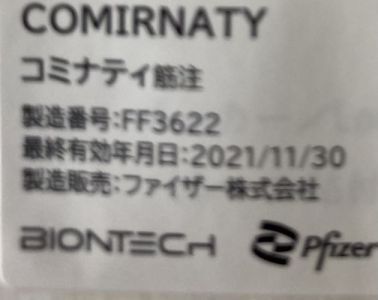 COMIRNATY
コミナティ筋注
製造番号:FF3622
最終有効年月日:2021/11/30
製造販売:ファイザー株式会社
BIONTECH Pfizer